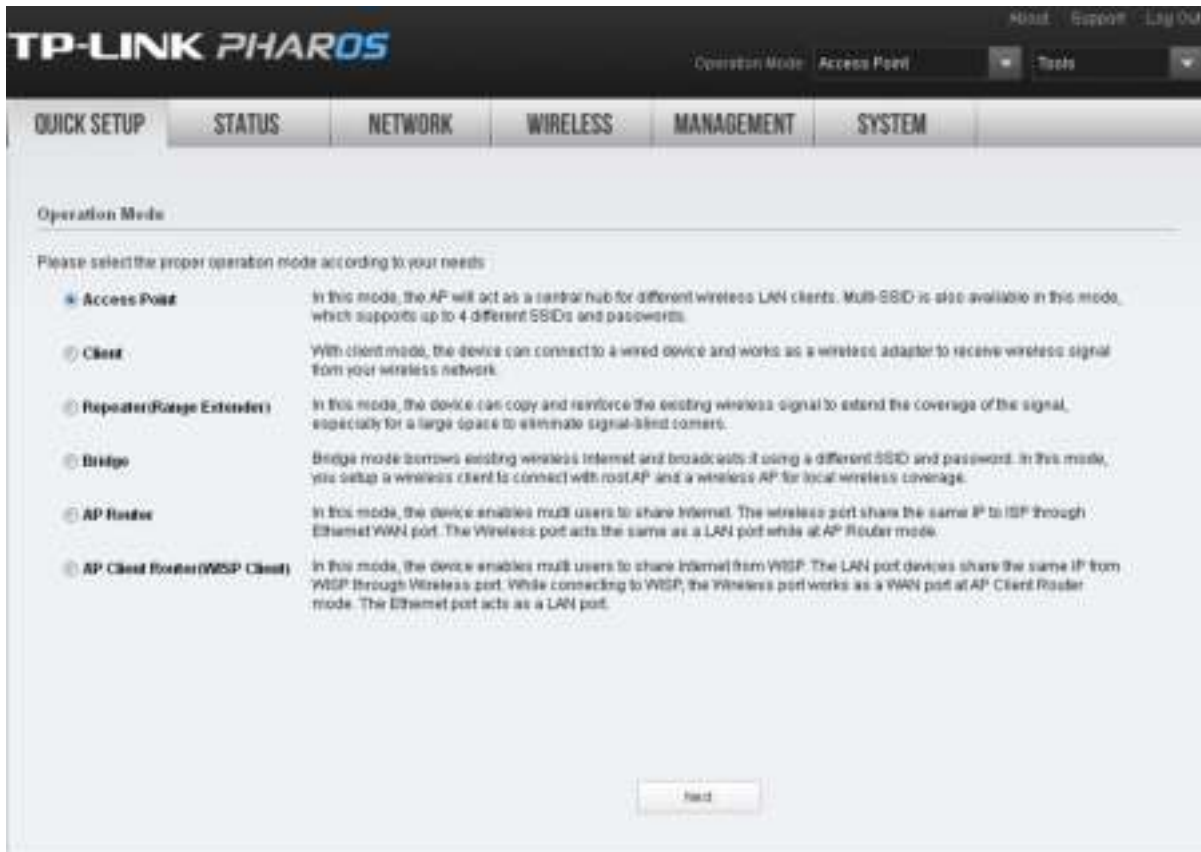 About Support Log Out
TP-LINK PHAROS
Operation Mode Access Point Tools
QUICK SETUP STATUS NETWORK WIRELESS MANAGEMENT SYSTEM
Operation Mode
Please select the proper operation mode according to your needs
Access Point In this mode, the AP will act as a central hub for different wireless LAN clients. Multi-SSID is also available in this mode,
which supports up to 4 different SSIDs and passwords.
Client With client mode, the device can connect to a wired device and works as a wireless adapter to receive wireless signal
from your wireless network.
Repeater(Range Extender) In this mode, the device can copy and reinforce the existing wireless signal to extend the coverage of the signal,
especially for a large space to eliminate signal-blind corners.
Bridge Bridge mode borrows existing wireless Internet and broadcasts it using a different SSID and password. In this mode,
you setup a wireless client to connect with root AP and a wireless AP for local wireless coverage.
AP Router In this mode, the device enables multi users to share Internet. The wireless port share the same IP to ISP through
Ethernet WAN port. The Wireless port acts the same as a LAN port while at AP Router mode.
AP Client Router(WISP Client) In this mode, the device enables multi users to share Internet from WISP. The LAN port devices share the same IP from
WISP through Wireless port. While connecting to WISP, the Wireless port works as a WAN port at AP Client Router
mode. The Ethernet port acts as a LAN port.
Next